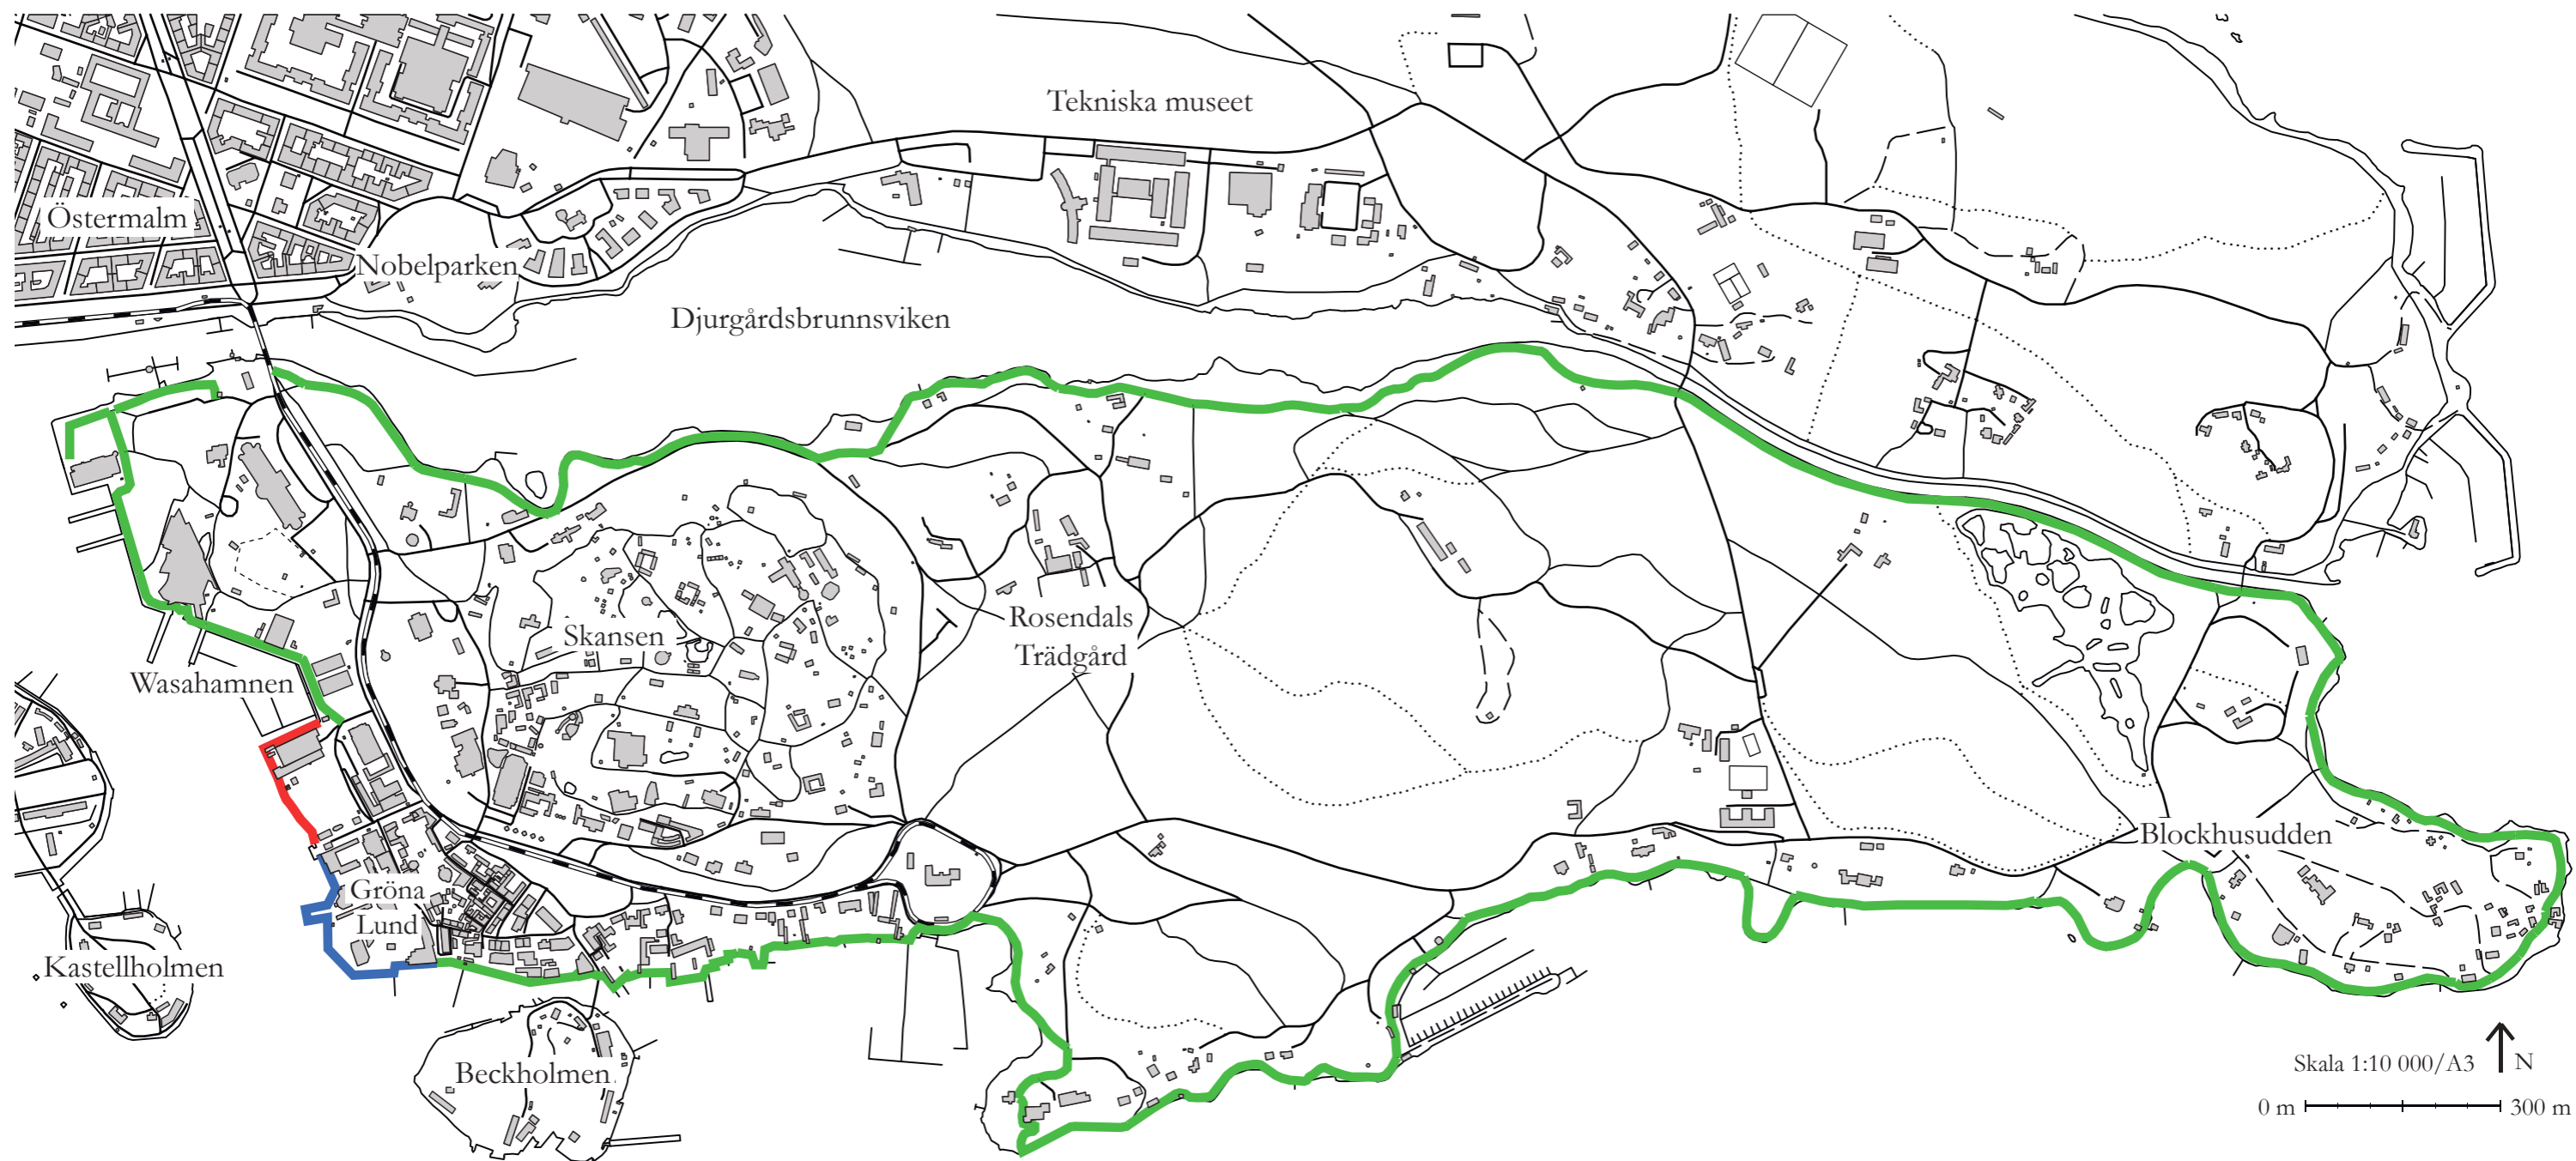 Tekniska museet
Östermalm
Nobelparken
Djurgårdsbrunnsviken
Rosendals
Trädgård
Skansen
Wasahamnen
Blockhusudden
Gröna
Lund
Kastellholmen
Beckholmen
Skala 1:10 000/A3
N
0 m
300 m